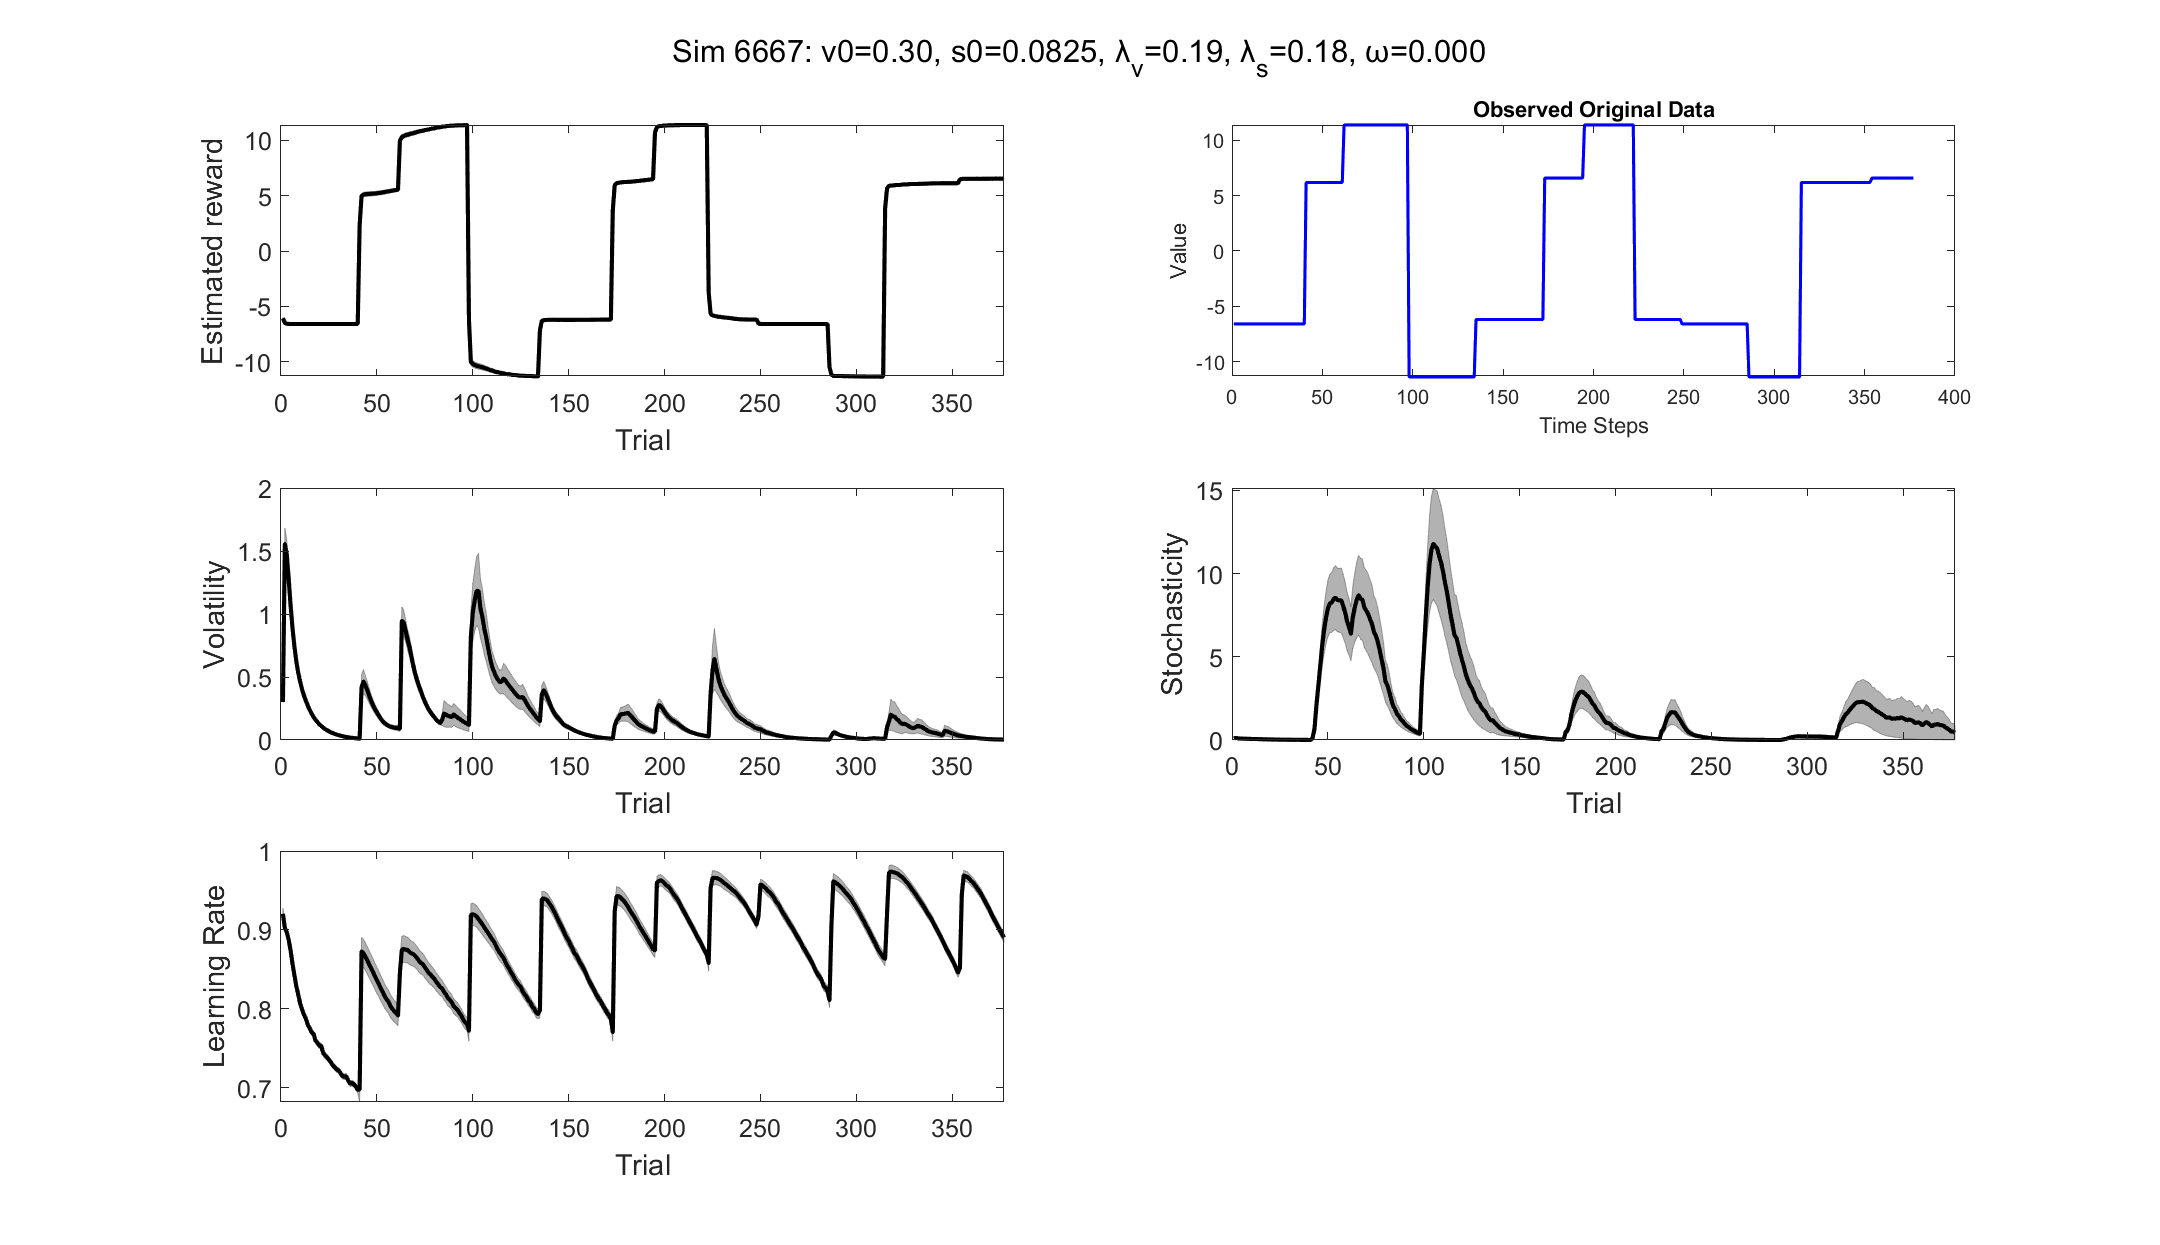 Sim 6667: v0=0.30, s0=0.0825, λ_v=0.19, λ_s=0.18, ω=0.000
Estimated reward
10
5
0
-5
-10
0 50 100 150 200 250 300 350
Trial
Observed Original Data
Value
10
5
0
-5
-10
0 50 100 150 200 250 300 350 400
Time Steps
Volatility
2
1.5
1
0.5
0
0 50 100 150 200 250 300 350
Trial
Stochasticity
15
10
5
0
0 50 100 150 200 250 300 350
Trial
Learning Rate
1
0.9
0.8
0.7
0 50 100 150 200 250 300 350
Trial